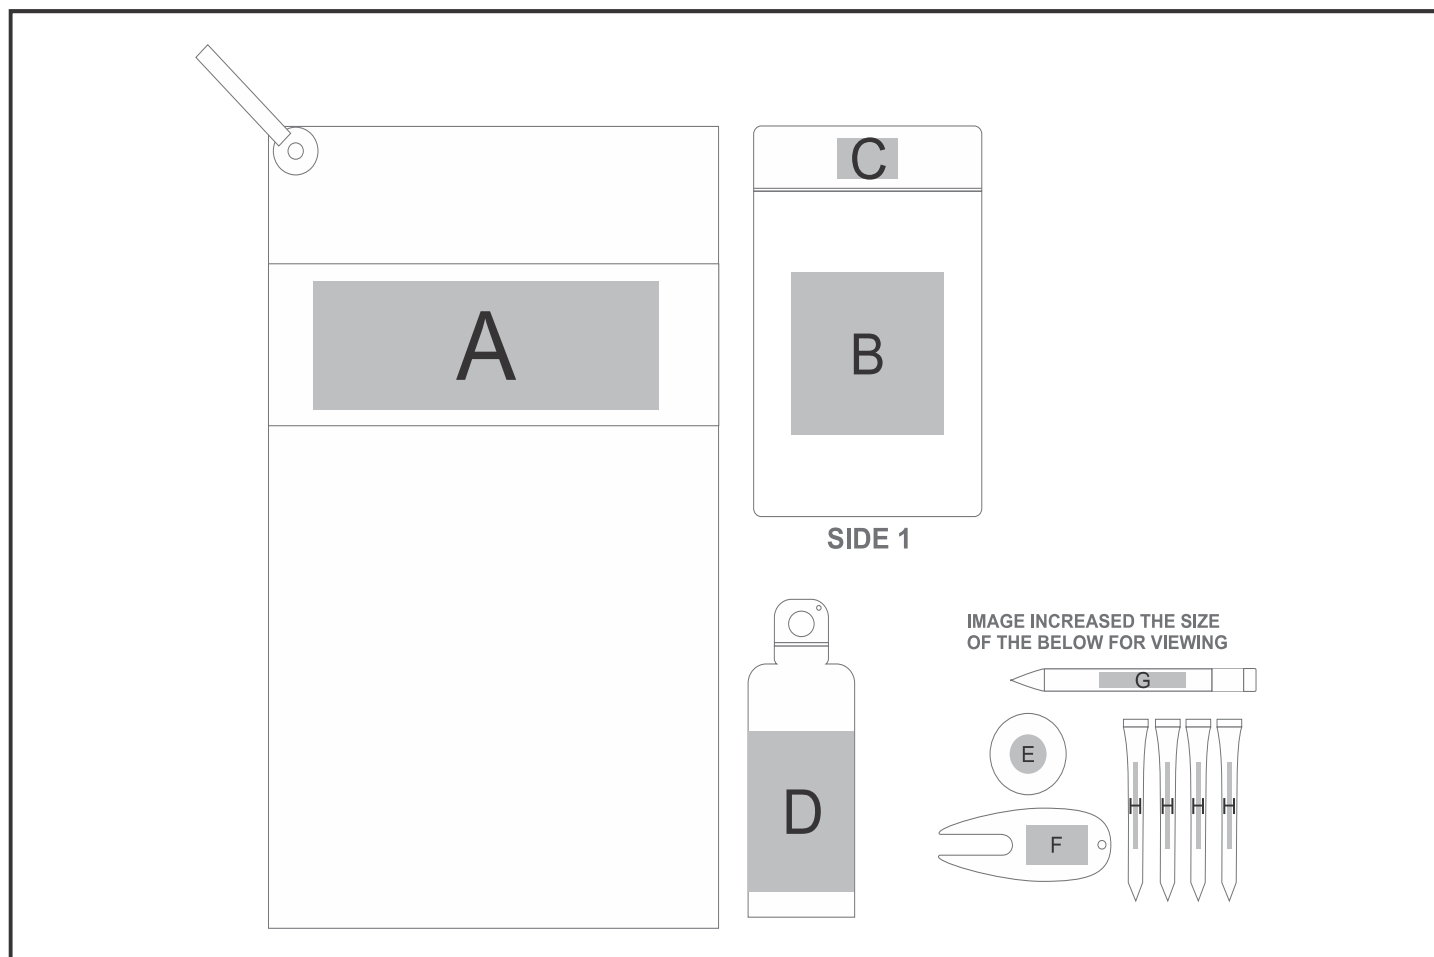 C
A
B
SIDE 1
IMAGE INCREASED THE SIZE
OF THE BELOW FOR VIEWING
G
E
D
H H H H
F